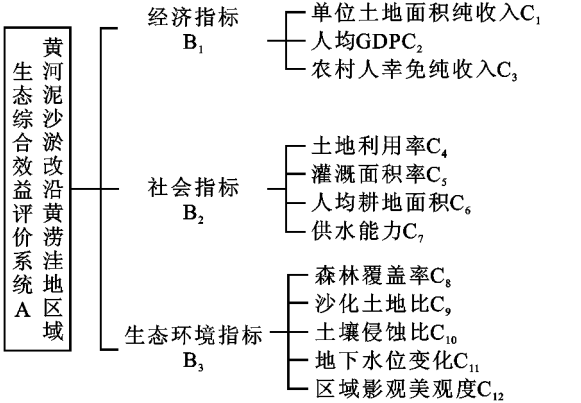 黄河泥沙淤改沿黄涝洼地区域
生态综合效益评价系统A
经济指标
B₁
单位土地面积纯收入C₁
人均GDPC₂
农村人幸免纯收入C₃
社会指标
B₂
土地利用率C₄
灌溉面积率C₅
人均耕地面积C₆
供水能力C₇
生态环境指标
B₃
森林覆盖率C₈
沙化土地比C₉
土壤侵蚀比C₁₀
地下水位变化C₁₁
区域影观美观度C₁₂